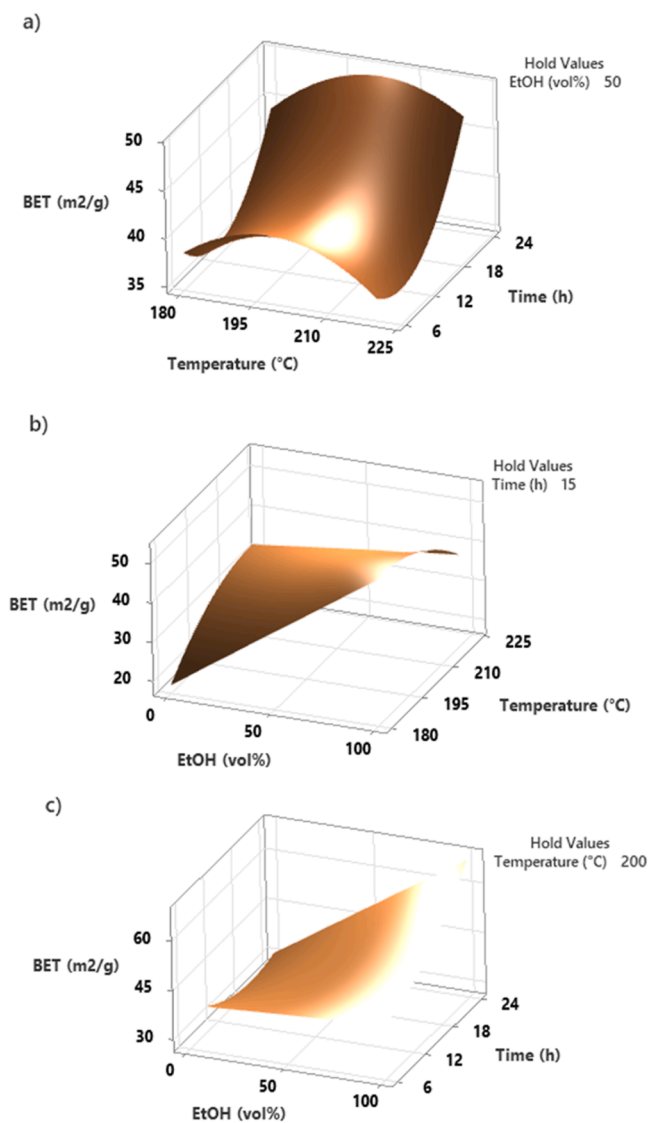 a)
Hold Values
EtOH (vol%) 50
50
45
BET (m2/g)
40
35
24
18
12
Time (h)
6
180
195
210
225
Temperature (°C)
b)
Hold Values
Time (h) 15
50
BET (m2/g)
40
30
20
225
210
195
Temperature (°C)
180
0
50
100
EtOH (vol%)
c)
Hold Values
Temperature (°C) 200
60
BET (m2/g)
45
30
24
18
12
Time (h)
6
0
50
100
EtOH (vol%)